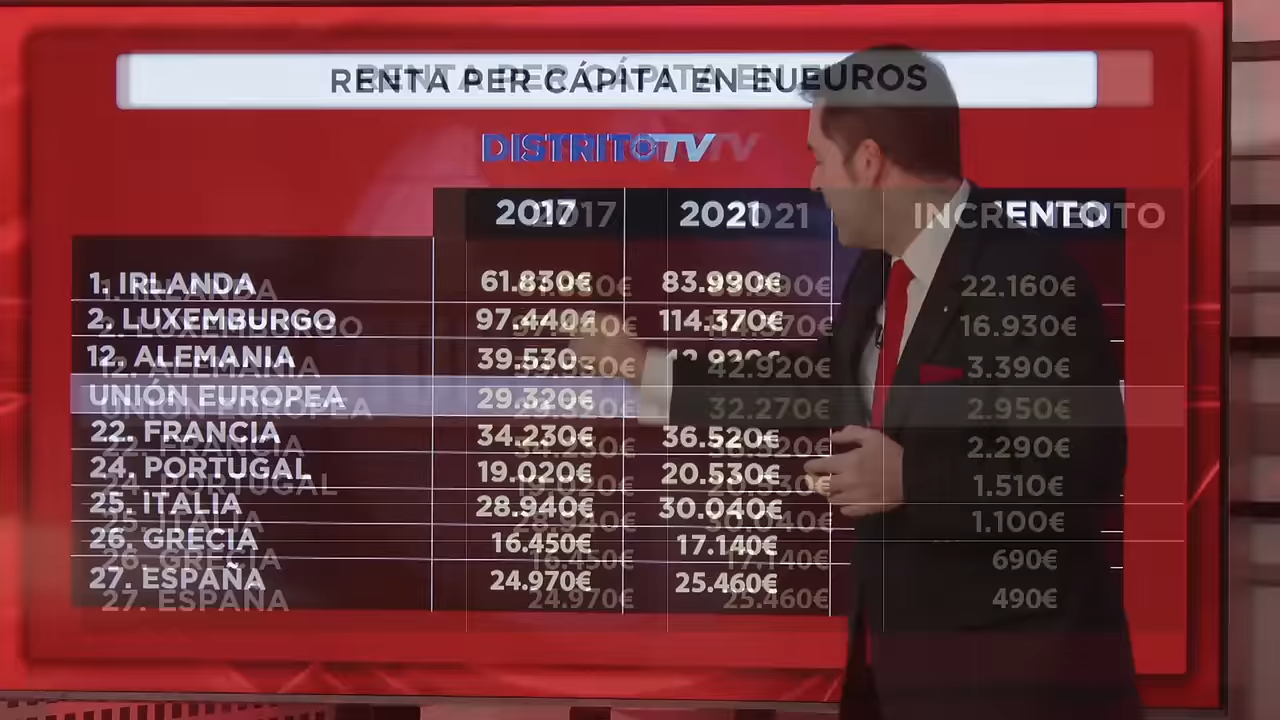 RENTA PER CÁPITA EN EUROS
DISTRITO TV
2017 2021 INCREMENTO
1. IRLANDA 61.830€ 83.990€ 22.160€
2. LUXEMBURGO 97.440€ 114.370€ 16.930€
12. ALEMANIA 39.530€ 42.920€ 3.390€
UNIÓN EUROPEA 29.320€ 32.270€ 2.950€
22. FRANCIA 34.230€ 36.520€ 2.290€
24. PORTUGAL 19.020€ 20.530€ 1.510€
25. ITALIA 28.940€ 30.040€ 1.100€
26. GRECIA 16.450€ 17.140€ 690€
27. ESPAÑA 24.970€ 25.460€ 490€